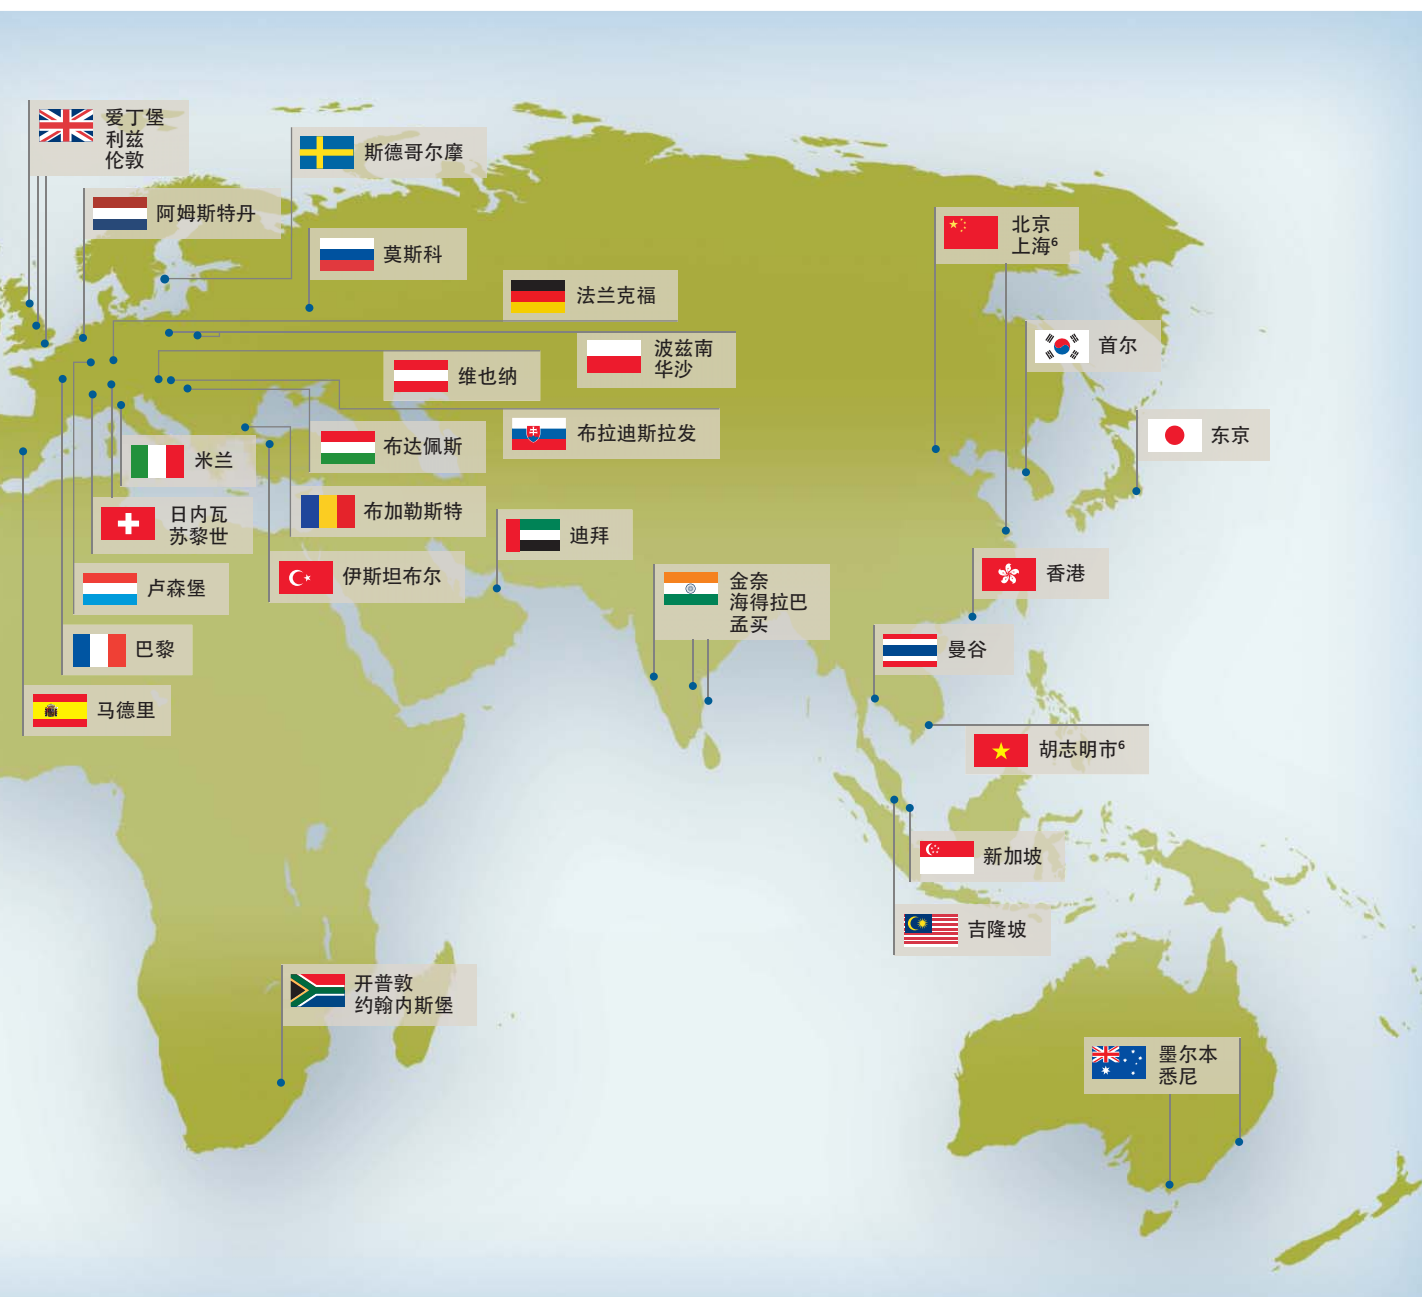 爱丁堡
利兹
伦敦
斯德哥尔摩
阿姆斯特丹
莫斯科
法兰克福
波兹南
华沙
维也纳
布拉迪斯拉发
布达佩斯
米兰
布加勒斯特
日内瓦
苏黎世
伊斯坦布尔
卢森堡
巴黎
马德里
迪拜
金奈
海得拉巴
孟买
北京
上海⁶
首尔
东京
香港
曼谷
胡志明市⁶
新加坡
吉隆坡
开普敦
约翰内斯堡
墨尔本
悉尼